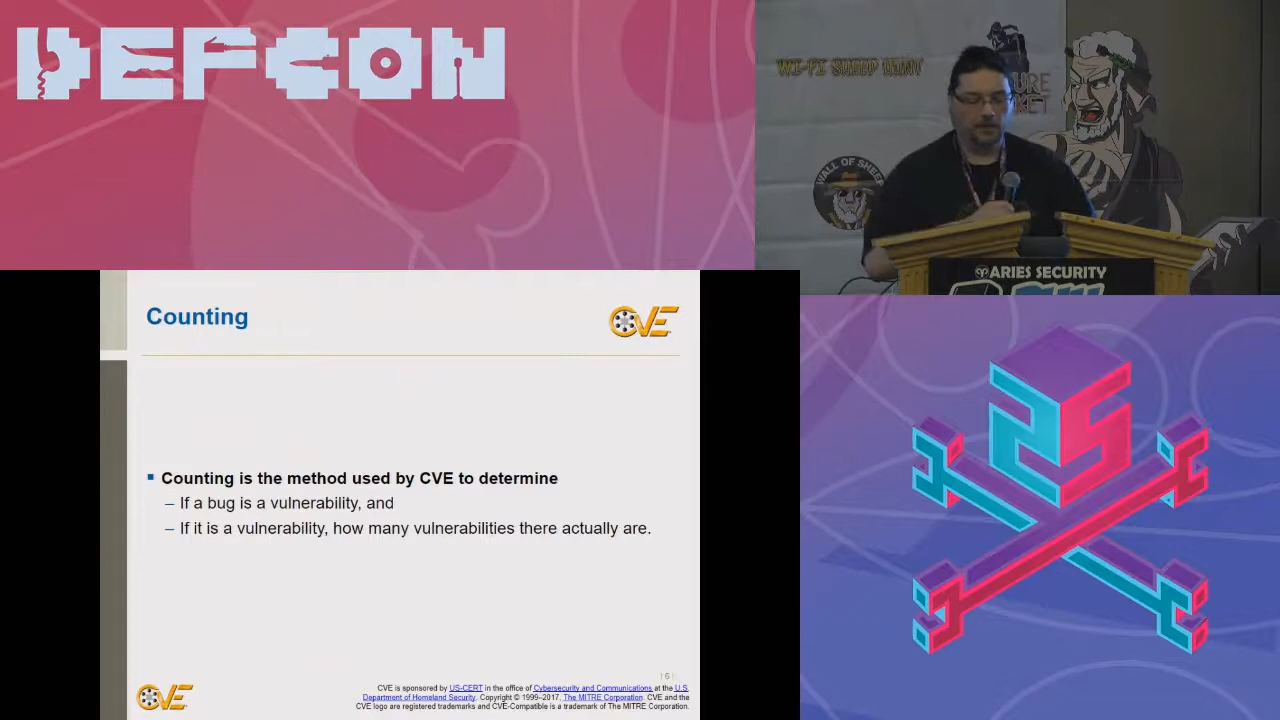 DEFCON
WI-FI SHEEP HUNT
WALL OF SHEEP
ARIES SECURITY
Counting
CVE
25
Counting is the method used by CVE to determine
– If a bug is a vulnerability, and
– If it is a vulnerability, how many vulnerabilities there actually are.
| 6 |
CVE
CVE is sponsored by US-CERT in the office of Cybersecurity and Communications at the U.S.
Department of Homeland Security. Copyright © 1999–2017, The MITRE Corporation. CVE and the
CVE logo are registered trademarks and CVE-Compatible is a trademark of The MITRE Corporation.